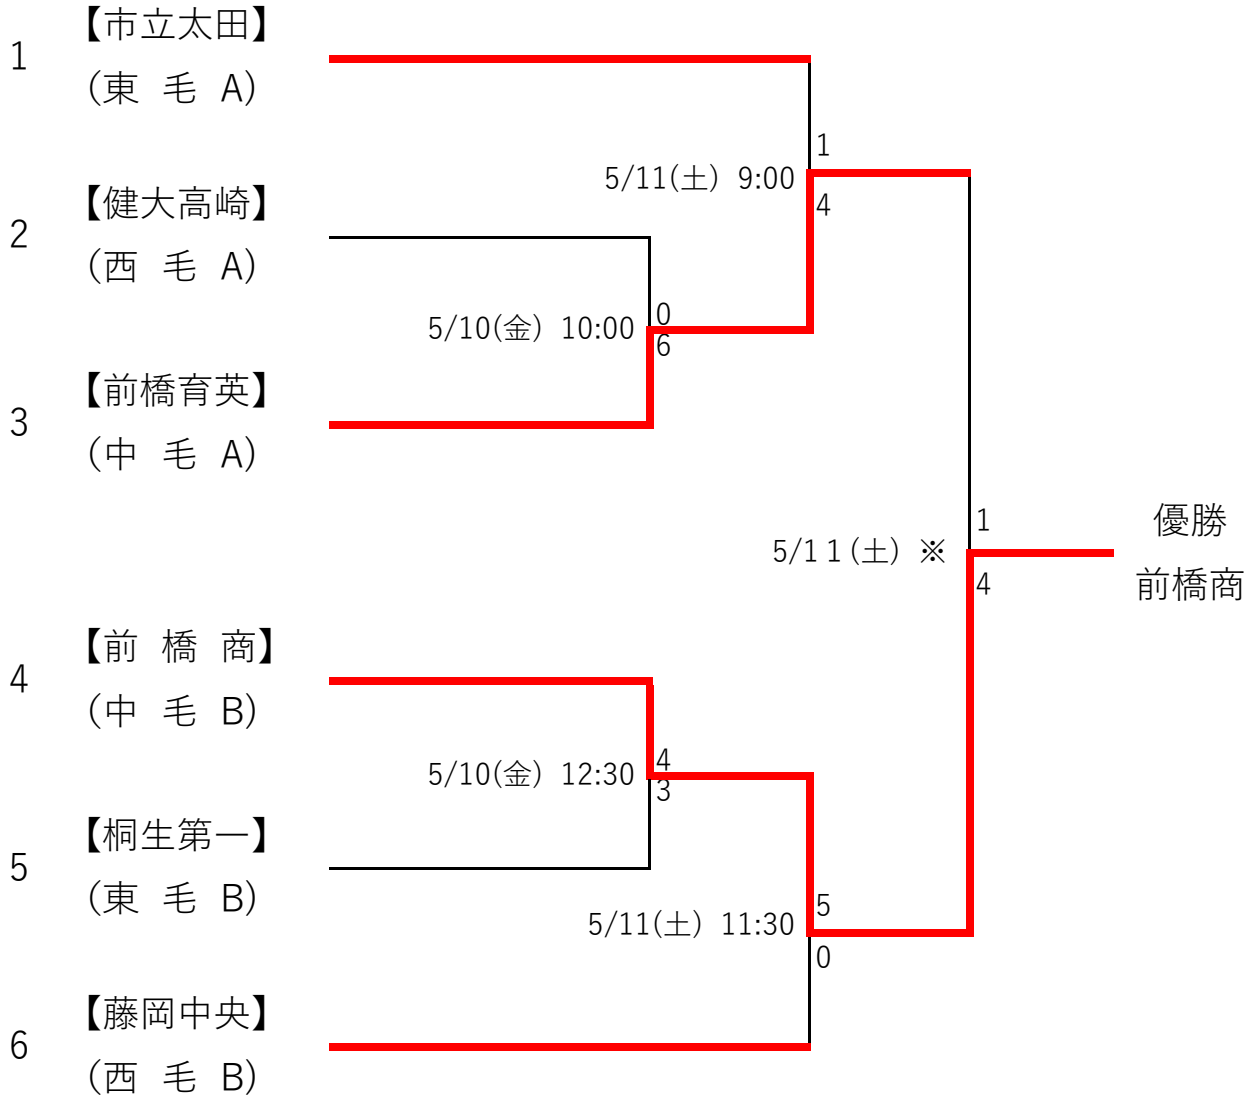 1
【市立太田】
（東 毛 A）
2
【健大高崎】
（西 毛 A）
3
【前橋育英】
（中 毛 A）
4
【前 橋 商】
（中 毛 B）
5
【桐生第一】
（東 毛 B）
6
【藤岡中央】
（西 毛 B）
5/10(金) 10:00
0
6
5/11(土) 9:00
1
4
5/10(金) 12:30
4
3
5/11(土) 11:30
5
0
5/1１(土) ※
1
4
優勝
前橋商